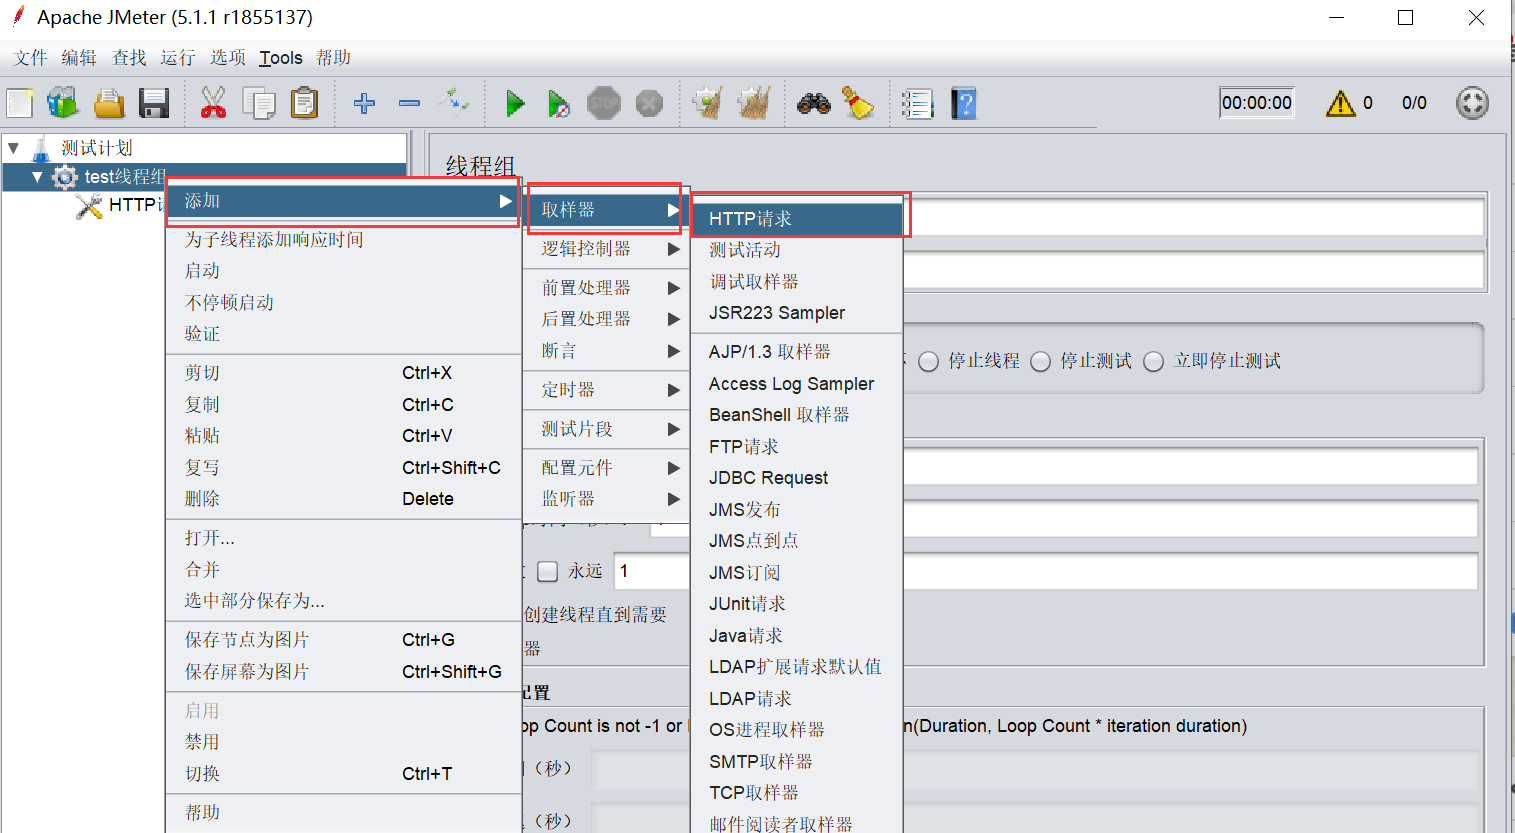 Apache JMeter (5.1.1 r1855137)
文件 编辑 查找 运行 选项 Tools 帮助
STOP
00:00:00
0
0/0
?
测试计划
test线程组
HTTP
线程组
添加
为子线程添加响应时间
启动
不停顿启动
验证
剪切 Ctrl+X
复制 Ctrl+C
粘贴 Ctrl+V
复写 Ctrl+Shift+C
删除 Delete
打开...
合并
选中部分保存为...
保存节点为图片 Ctrl+G
保存屏幕为图片 Ctrl+Shift+G
启用
禁用
切换 Ctrl+T
帮助
取样器
逻辑控制器
前置处理器
后置处理器
断言
定时器
测试片段
配置元件
监听器
HTTP请求
测试活动
调试取样器
JSR223 Sampler
AJP/1.3 取样器
Access Log Sampler
BeanShell 取样器
FTP请求
JDBC Request
JMS发布
JMS点到点
JMS订阅
JUnit请求
Java请求
LDAP扩展请求默认值
LDAP请求
OS进程取样器
SMTP取样器
TCP取样器
邮件阅读者取样器
停止线程 停止测试 立即停止测试
永远 1
创建线程直到需要
器
配置
op Count is not -1 or
n(Duration, Loop Count * iteration duration)
（秒）
（秒）